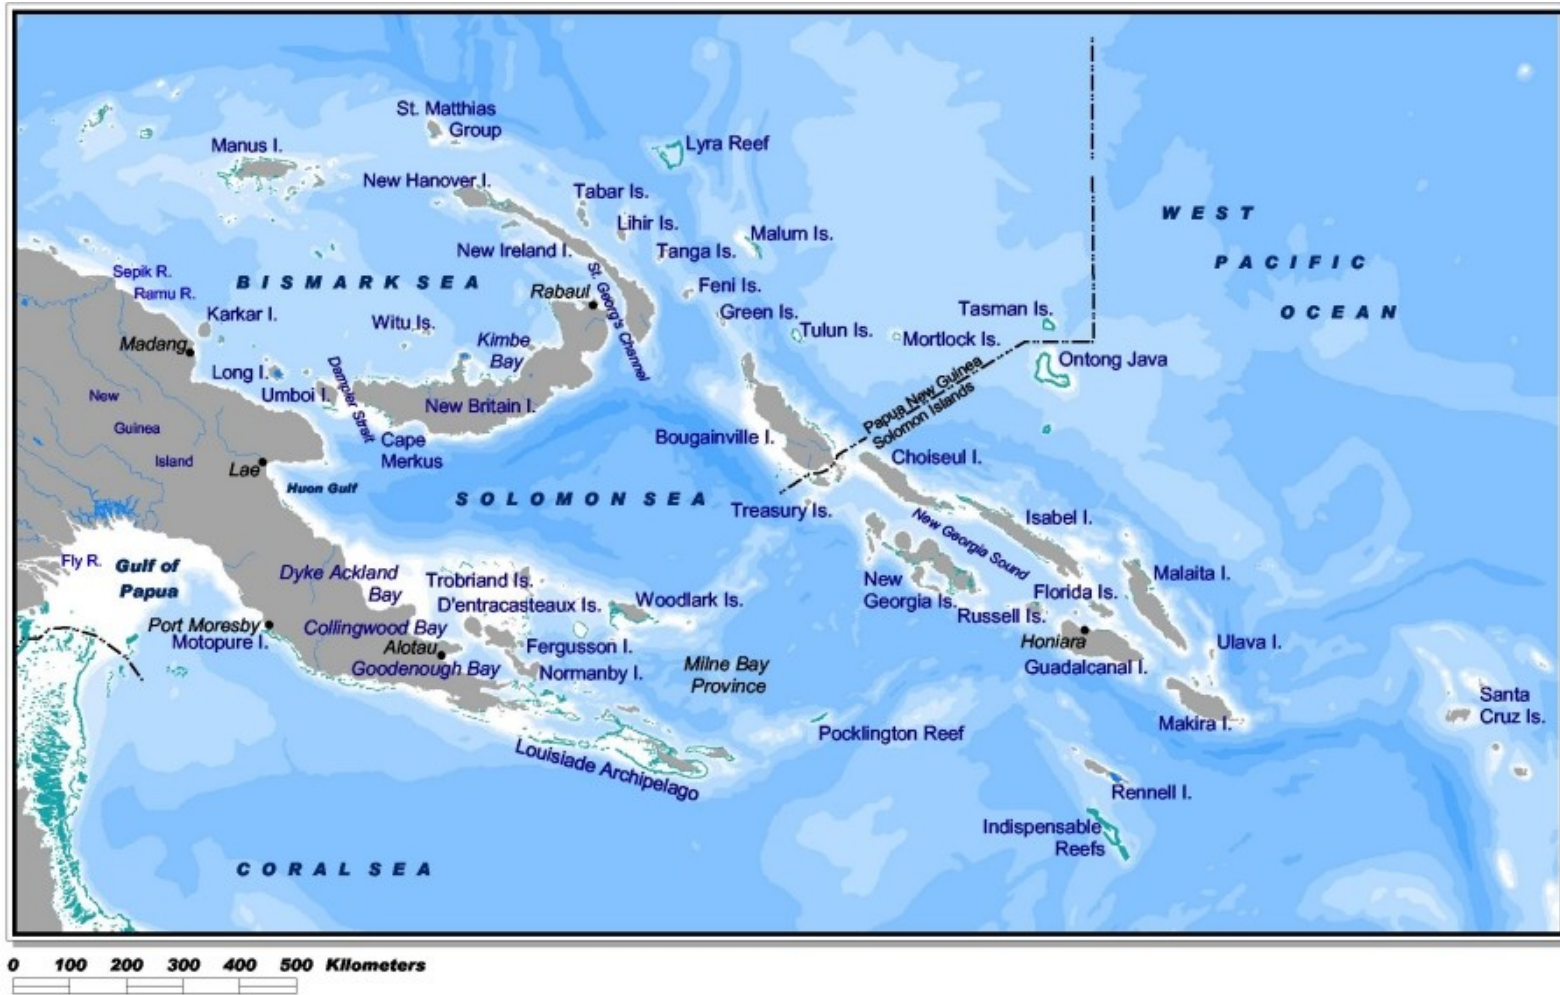 St. Matthias
Group
Manus I.
Lyra Reef
New Hanover I.
Tabar Is.
Lihir Is.
WEST
New Ireland I.
Tanga Is.
Malum Is.
PACIFIC
Sepik R.
Ramu R.
BISMARK SEA
St. Georg's Channel
Rabaul
Feni Is.
OCEAN
Karkar I.
Witu Is.
Green Is.
Tasman Is.
Madang
Kimbe
Bay
Tulun Is.
Mortlock Is.
Ontong Java
Long I.
Umboi I.
Dampier Strait
New Britain I.
Papua New Guinea
Solomon Islands
New
Guinea
Island
Cape
Merkus
Bougainville I.
Choiseul I.
Lae
Huon Gulf
SOLOMON SEA
Treasury Is.
Isabel I.
New Georgia Sound
Fly R.
Gulf of
Papua
Dyke Ackland
Bay
Trobriand Is.
D'entracasteaux Is.
Woodlark Is.
New
Georgia Is.
Florida Is.
Malaita I.
Russell Is.
Port Moresby
Motopure I.
Collingwood Bay
Alotau
Goodenough Bay
Fergusson I.
Normanby I.
Milne Bay
Province
Honiara
Guadalcanal I.
Ulava I.
Makira I.
Santa
Cruz Is.
Pocklington Reef
Louisiade Archipelago
Rennell I.
Indispensable
Reefs
CORAL SEA
0 100 200 300 400 500 Kilometers